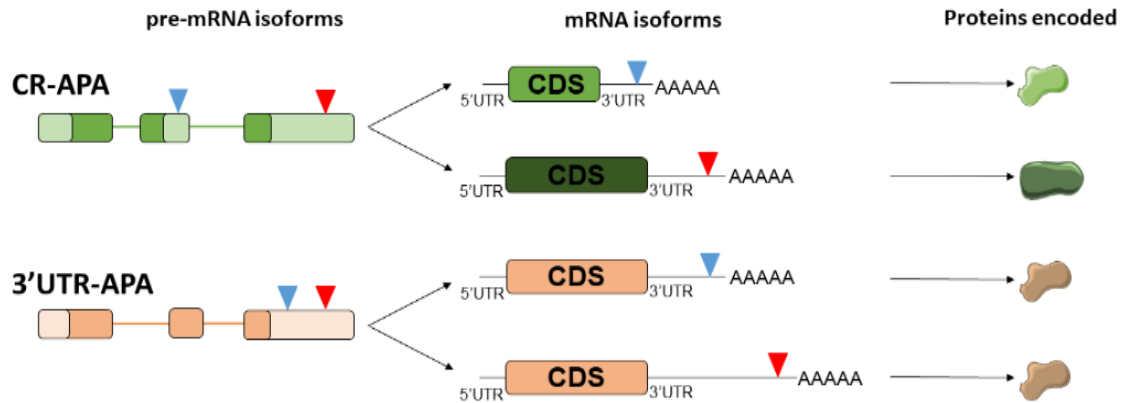 pre-mRNA isoforms mRNA isoforms Proteins encoded
CR-APA
CDS
5'UTR 3'UTR AAAAA
CDS
5'UTR 3'UTR AAAAA
3'UTR-APA
CDS
5'UTR 3'UTR AAAAA
CDS
5'UTR 3'UTR AAAAA